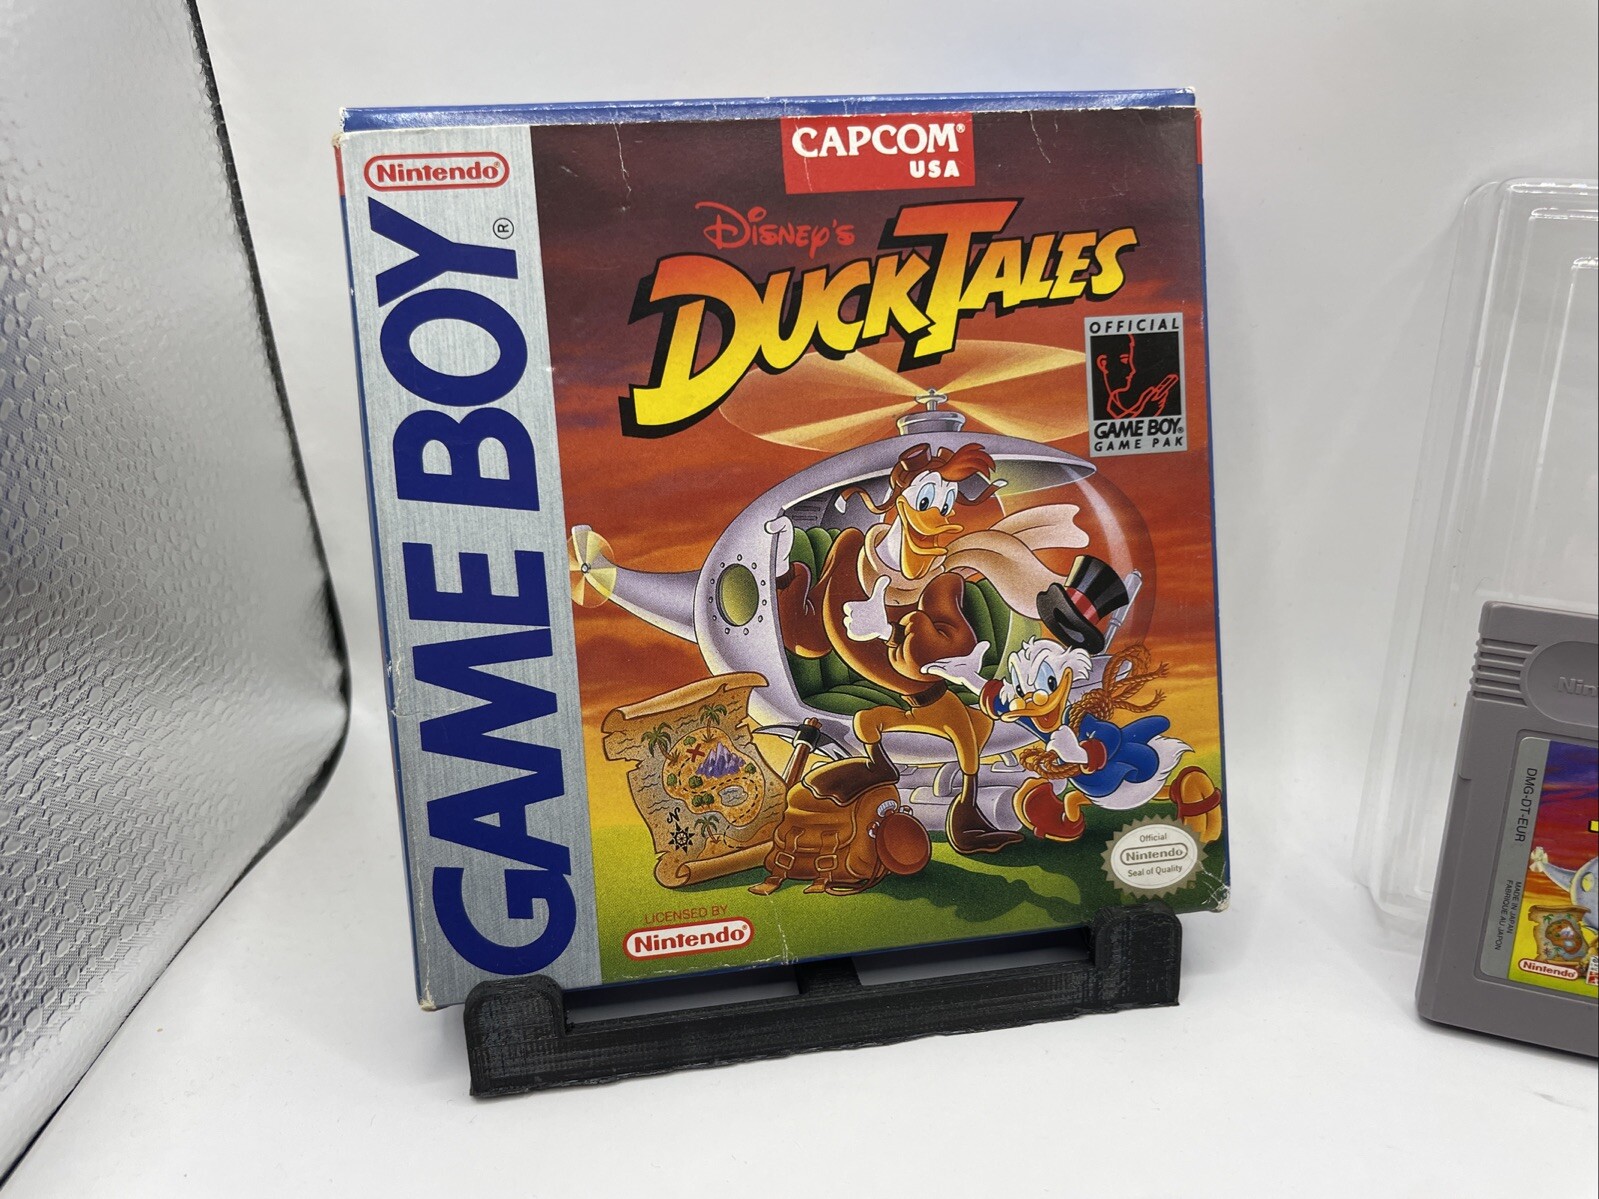 Nintendo®
GAME BOY®
CAPCOM®
USA
Disney's
DUCKTALES
OFFICIAL
GAME BOY®
GAME PAK
N
Official
Nintendo
Seal of Quality
LICENSED BY
Nintendo®
Nin
DMG-DT-EUR
MADE IN JAPAN
FABRIQUE AU JAPON
Nintendo